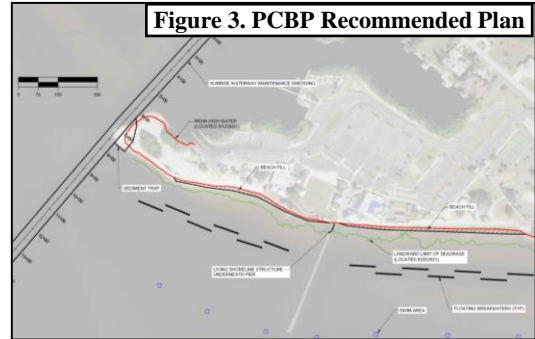 Figure 3. PCBP Recommended Plan
SUNRISE WATERWAY MAINTENANCE DREDGING
MEAN HIGH WATER
BEACH FILL
SEDIMENT TRAP
BEACH FILL
LIVING SHORELINE STRUCTURE
UNDERNEATH PIER
LANDWARD LIMIT OF SEAGRASS
FLOATING BREAKWATERS (TYP)
SWIM AREA